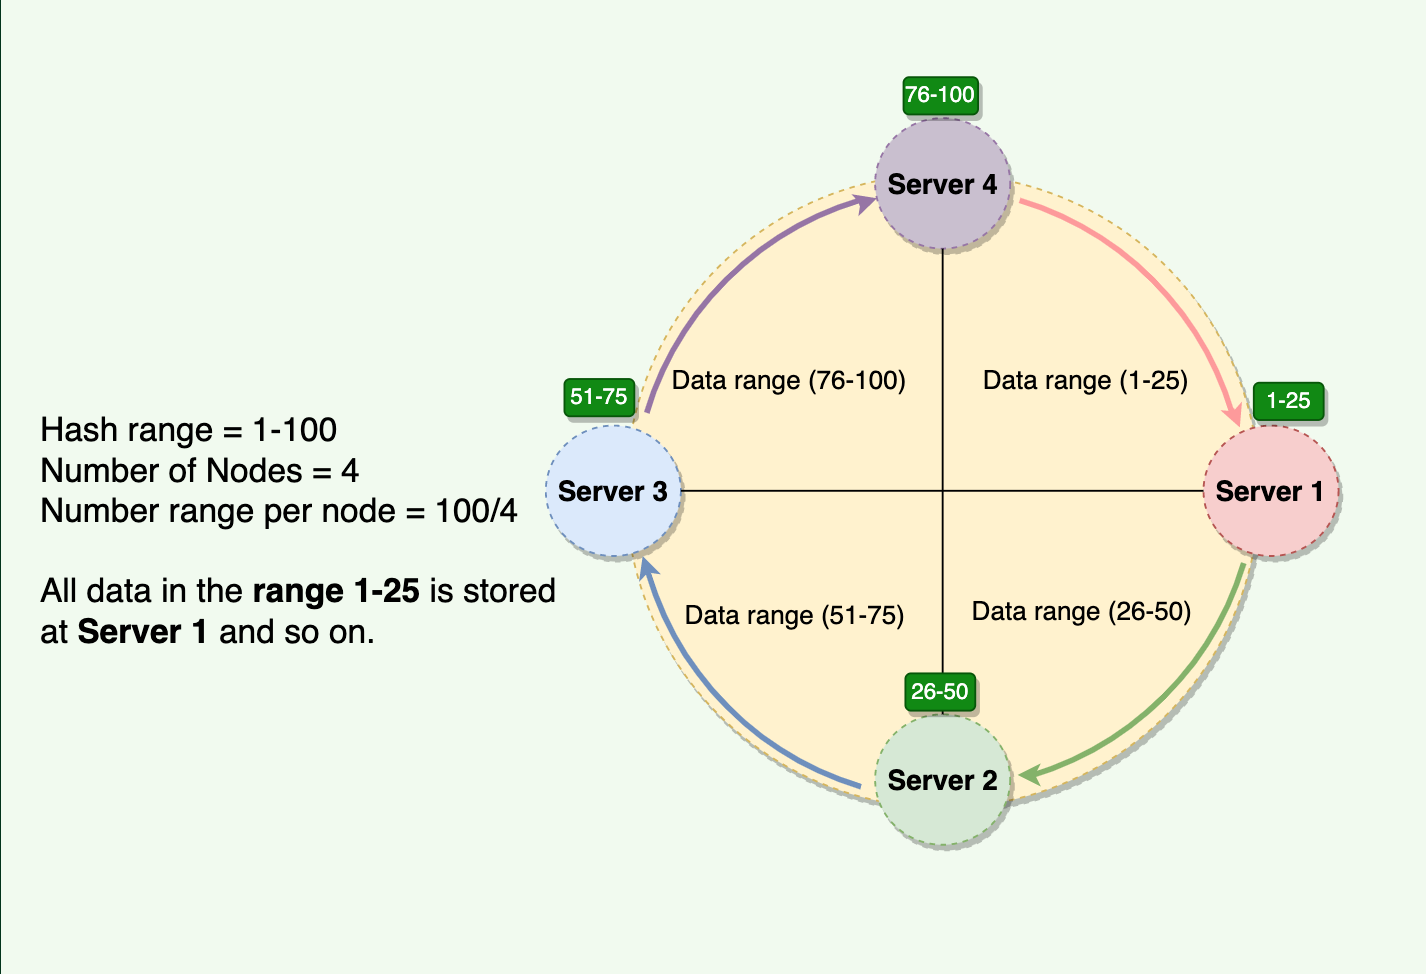 76-100
Server 4
Data range (76-100)
Data range (1-25)
51-75
1-25
Hash range = 1-100
Number of Nodes = 4
Number range per node = 100/4
Server 3
Server 1
All data in the range 1-25 is stored
at Server 1 and so on.
Data range (51-75)
Data range (26-50)
26-50
Server 2